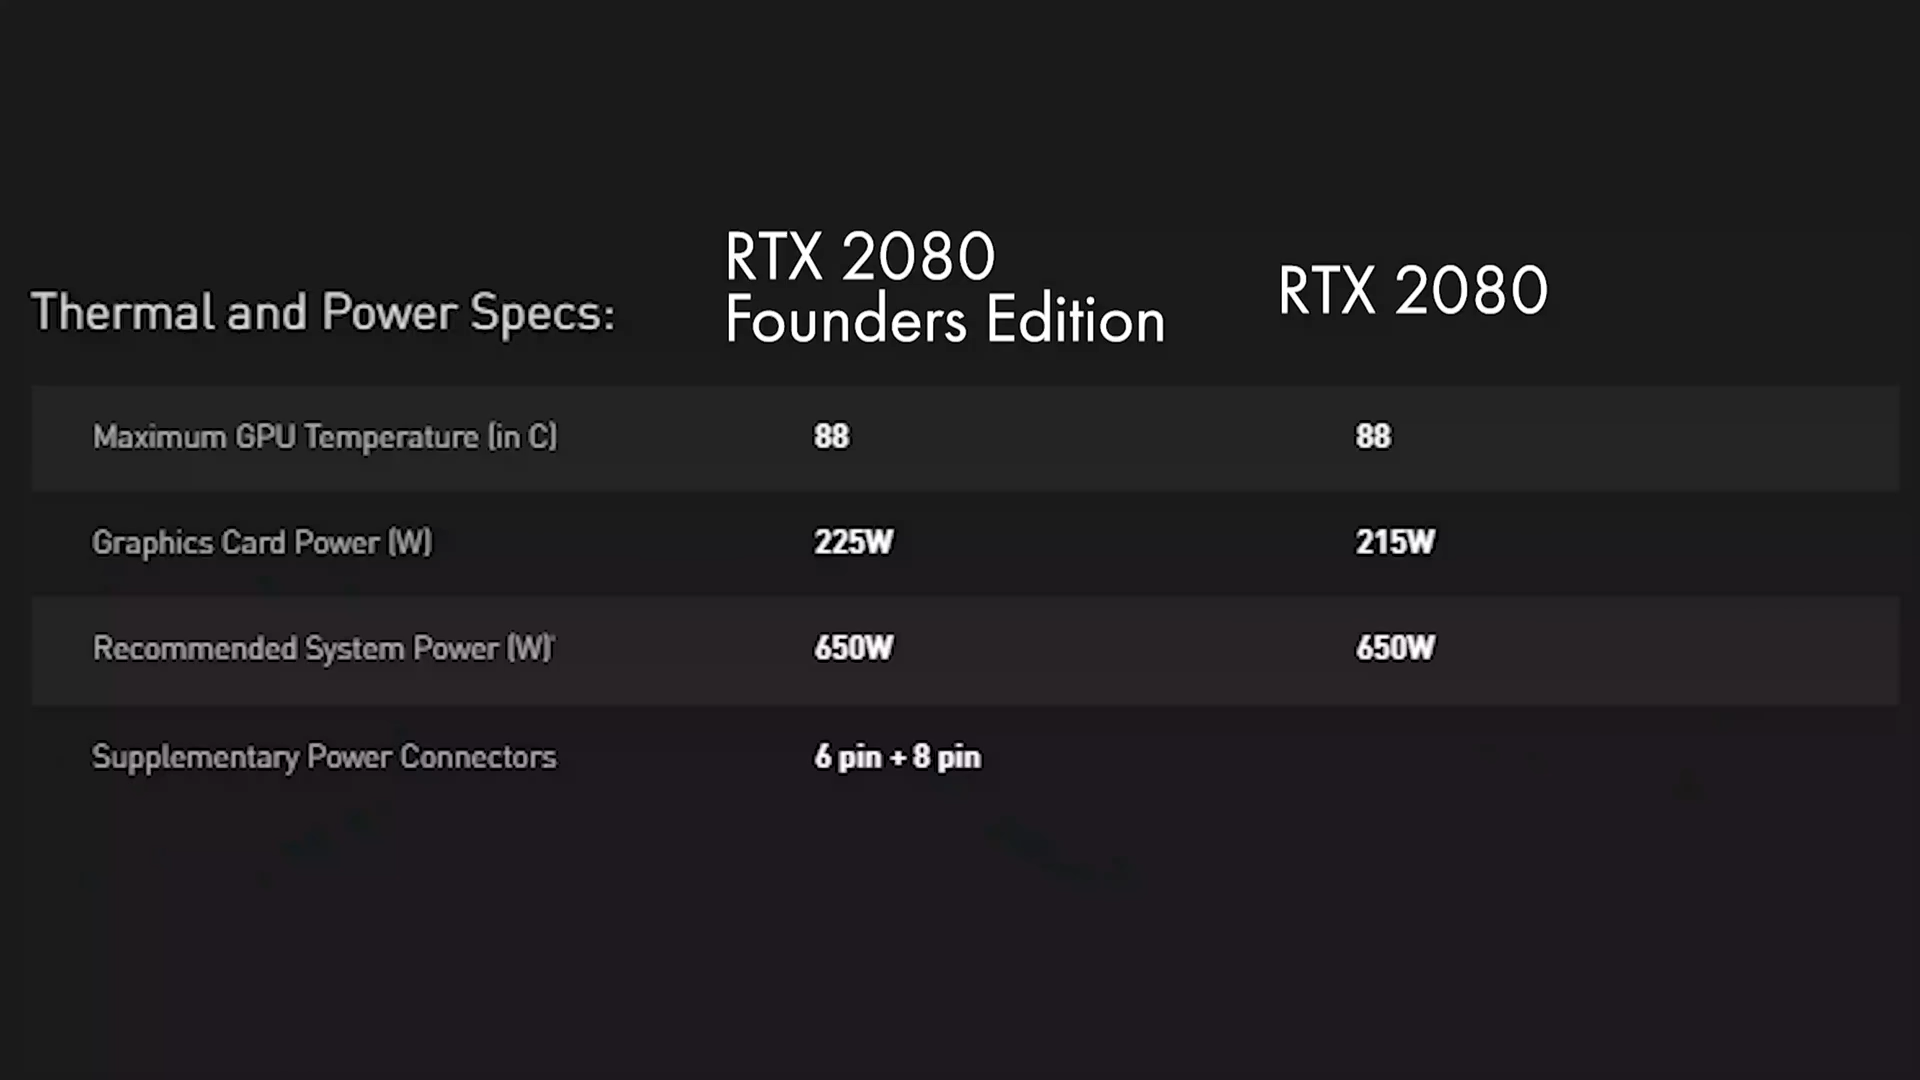 RTX 2080
Founders Edition
RTX 2080
Thermal and Power Specs:
Maximum GPU Temperature (in C) 88 88
Graphics Card Power (W) 225W 215W
Recommended System Power (W)* 650W 650W
Supplementary Power Connectors 6 pin + 8 pin